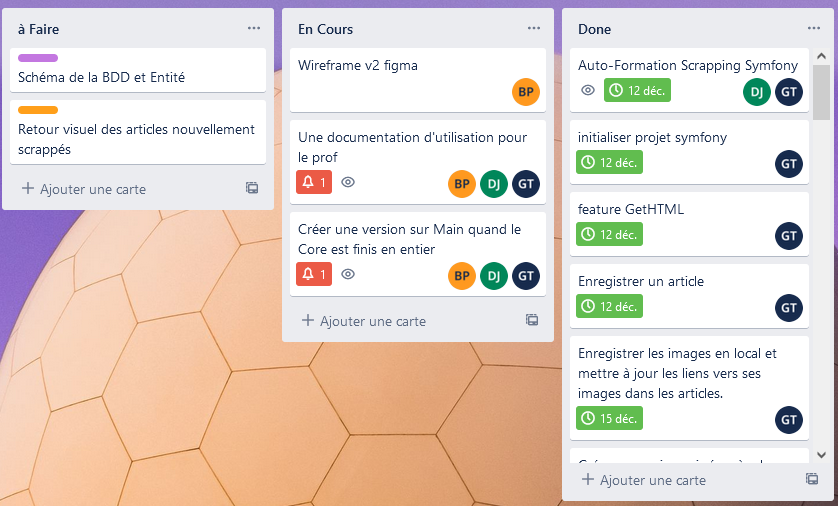 à Faire
Schéma de la BDD et Entité
Retour visuel des articles nouvellement
scrappés
Ajouter une carte
En Cours
Wireframe v2 figma
BP
Une documentation d'utilisation pour
le prof
1
BP DJ GT
Créer une version sur Main quand le
Core est finis en entier
1
BP DJ GT
Ajouter une carte
Done
Auto-Formation Scrapping Symfony
12 déc.
DJ GT
initialiser projet symfony
12 déc.
GT
feature GetHTML
12 déc.
GT
Enregistrer un article
12 déc.
GT
Enregistrer les images en local et
mettre à jour les liens vers ses
images dans les articles.
15 déc.
GT
Ajouter une carte